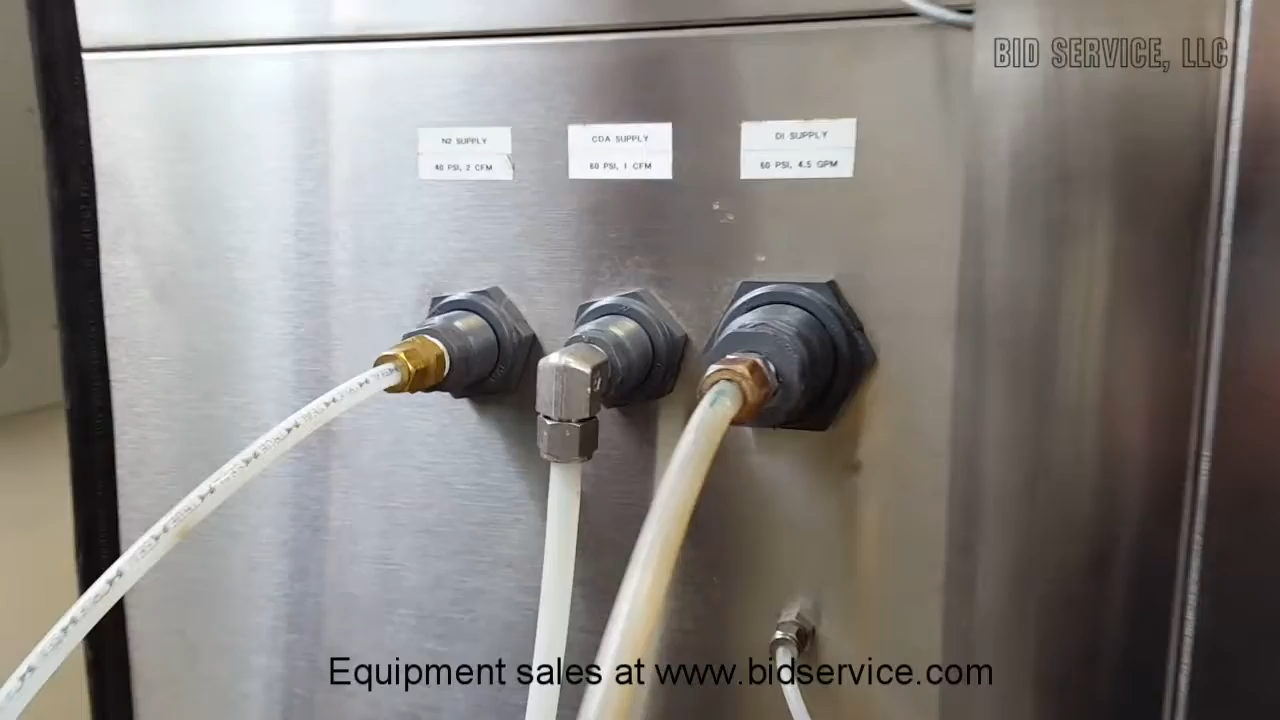 BID SERVICE, LLC
N2 SUPPLY
40 PSI, 2 CFM
CDA SUPPLY
60 PSI, 1 CFM
DI SUPPLY
60 PSI, 4.5 GPM
Equipment sales at www.bidservice.com